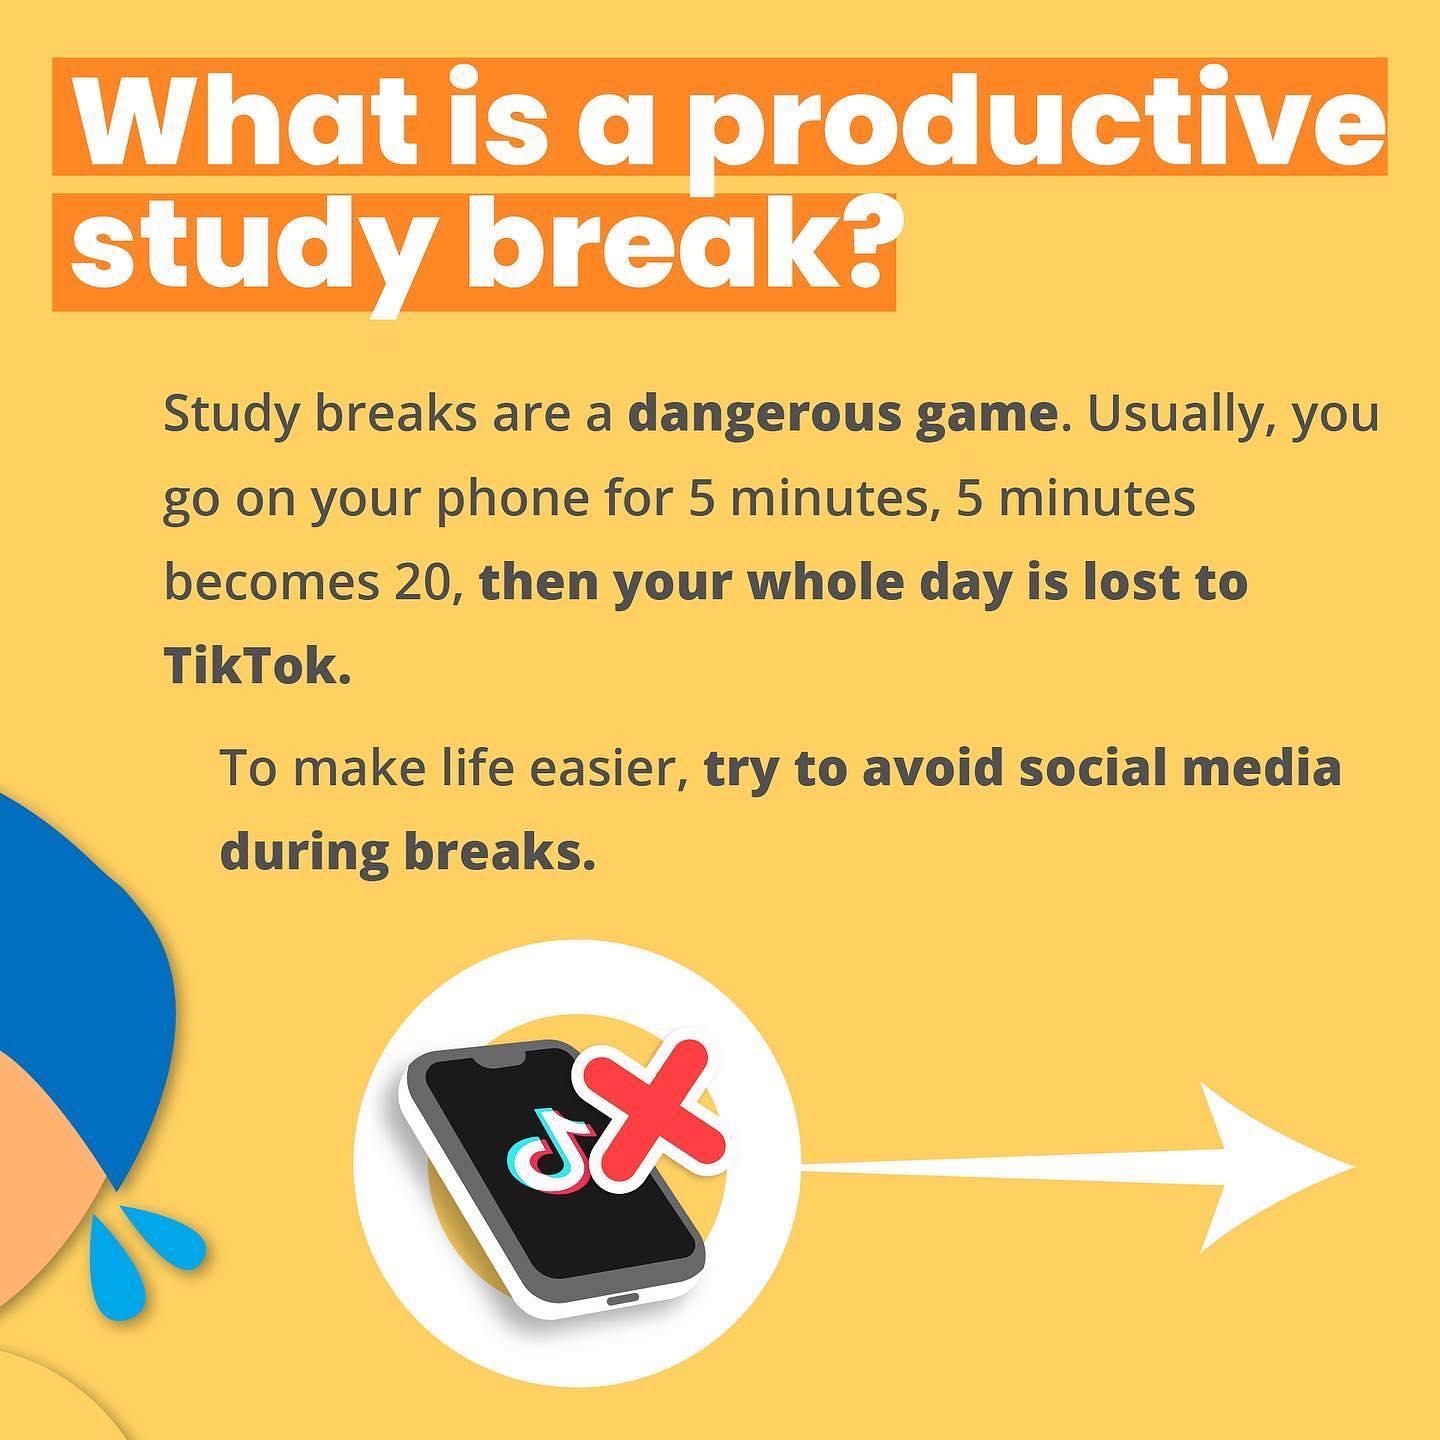 What is a productive
study break?
Study breaks are a dangerous game. Usually, you
go on your phone for 5 minutes, 5 minutes
becomes 20, then your whole day is lost to
TikTok.
To make life easier, try to avoid social media
during breaks.